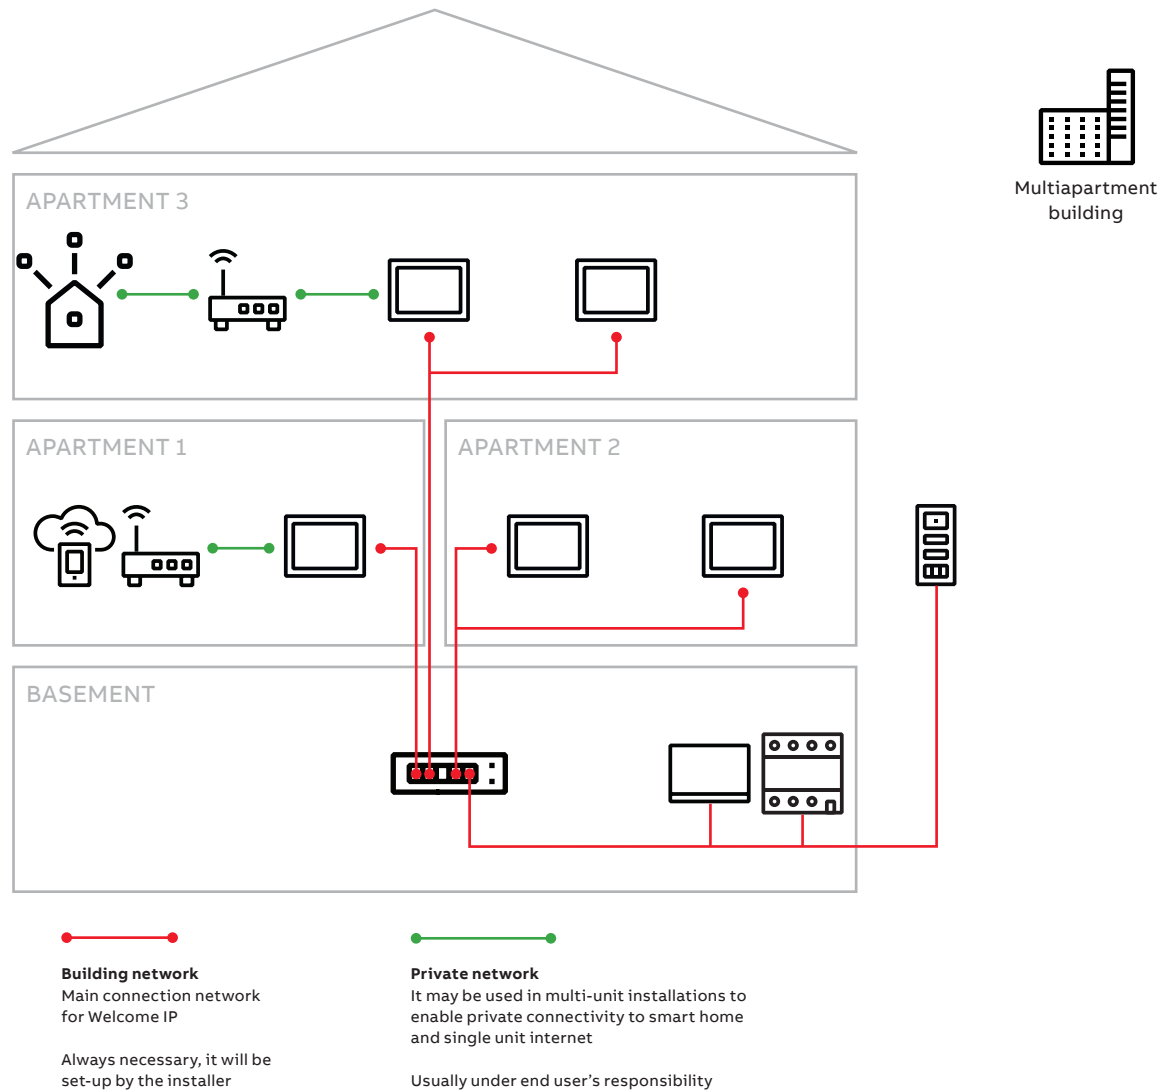 Multiapartment
building
APARTMENT 3
APARTMENT 1
APARTMENT 2
BASEMENT
Building network
Main connection network
for Welcome IP
Always necessary, it will be
set-up by the installer
Private network
It may be used in multi-unit installations to
enable private connectivity to smart home
and single unit internet
Usually under end user’s responsibility